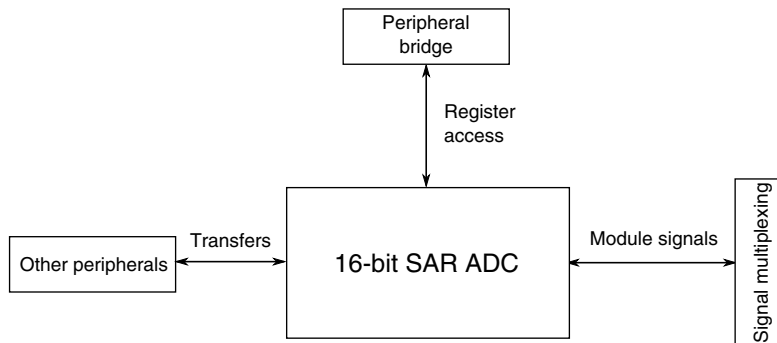 Peripheral
bridge
Register
access
Transfers
Other peripherals
16-bit SAR ADC
Module signals
Signal multiplexing